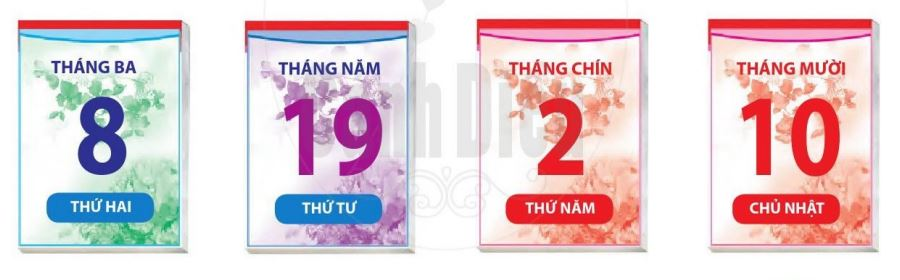 THÁNG BA
8
THỨ HAI
THÁNG NĂM
19
THỨ TƯ
THÁNG CHÍN
2
THỨ NĂM
THÁNG MƯỜI
10
CHỦ NHẬT